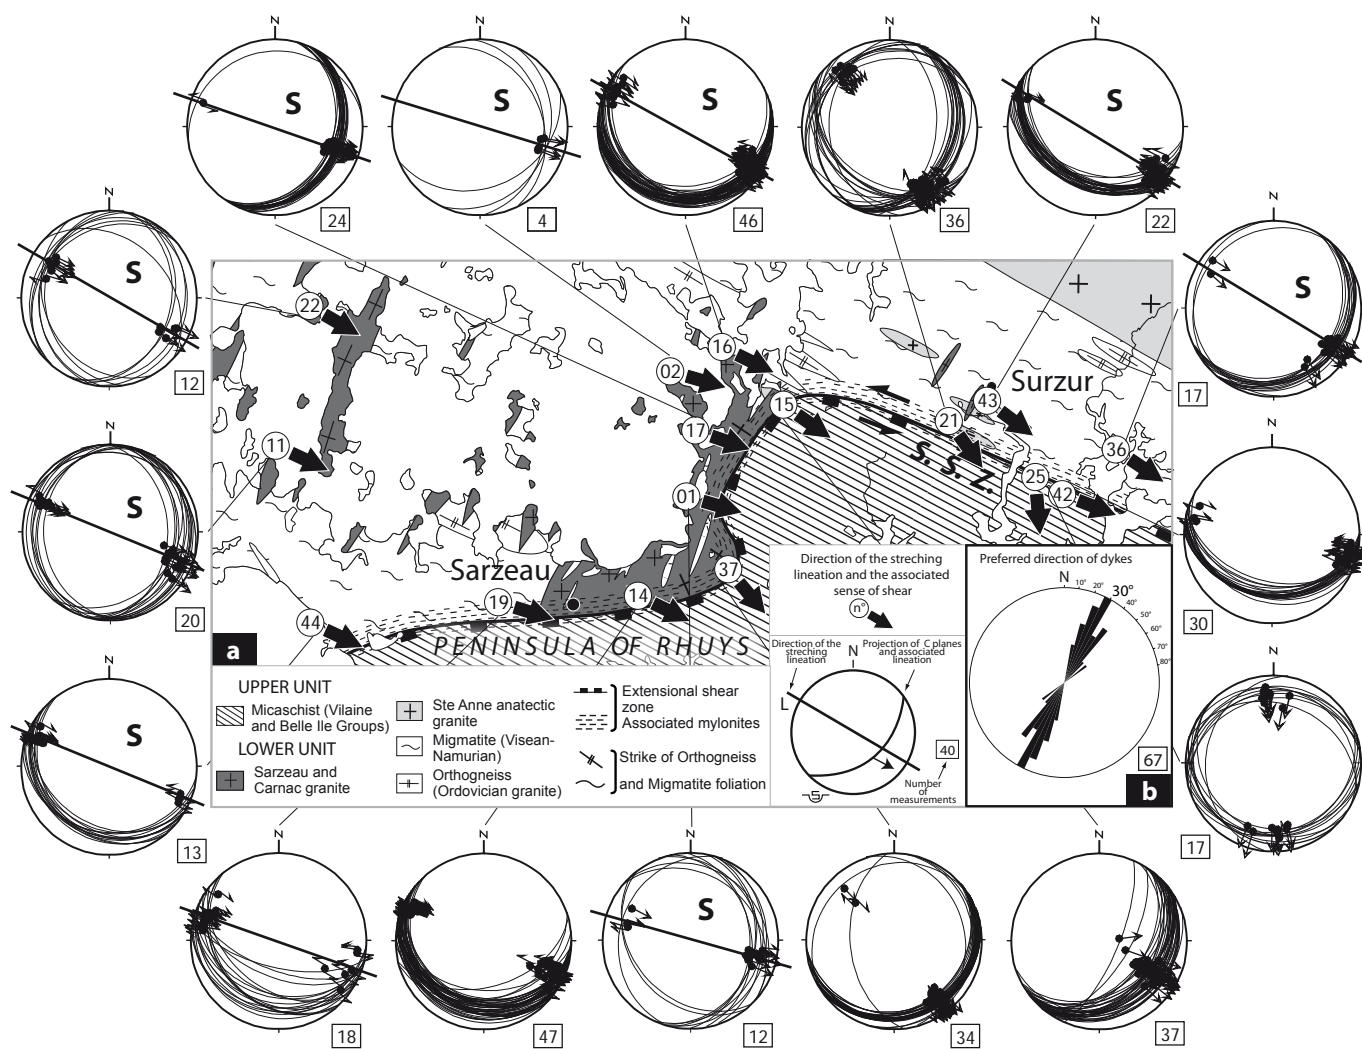 N
N
N
N
N
S
S
S
S
24
4
46
36
22
N
S
12
N
S
17
22
16
02
15
17
43
Surzur
21
36
11
01
25
42
S. S. Z.
Sarzeau
37
19
14
44
PENINSULA OF RHUYS
a
N
S
20
N
30
N
S
13
N
17
Direction of the streching
lineation and the associated
sense of shear
n°
Direction of the
streching
lineation
Projection of C planes
and associated
lineation
N
L
40
Number
of
measurements
S
Preferred direction of dykes
N
10°
20°
30°
40°
50°
60°
70°
80°
67
b
UPPER UNIT
Micaschist (Vilaine
and Belle Ile Groups)
LOWER UNIT
Sarzeau and
Carnac granite
Ste Anne anatectic
granite
Migmatite (Visean-
Namurian)
Orthogneiss
(Ordovician granite)
Extensional shear
zone
Associated mylonites
Strike of Orthogneiss
and Migmatite foliation
N
N
N
N
N
S
18
47
12
34
37